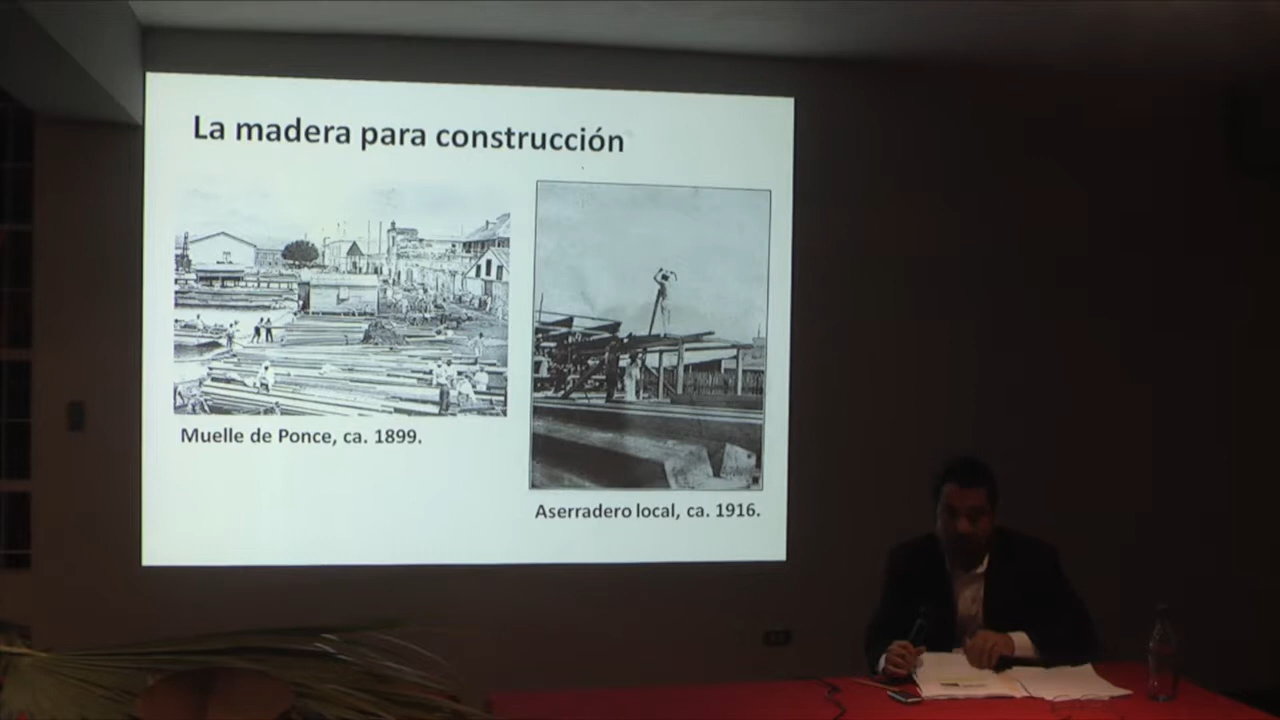 La madera para construcción
Muelle de Ponce, ca. 1899.
Aserradero local, ca. 1916.